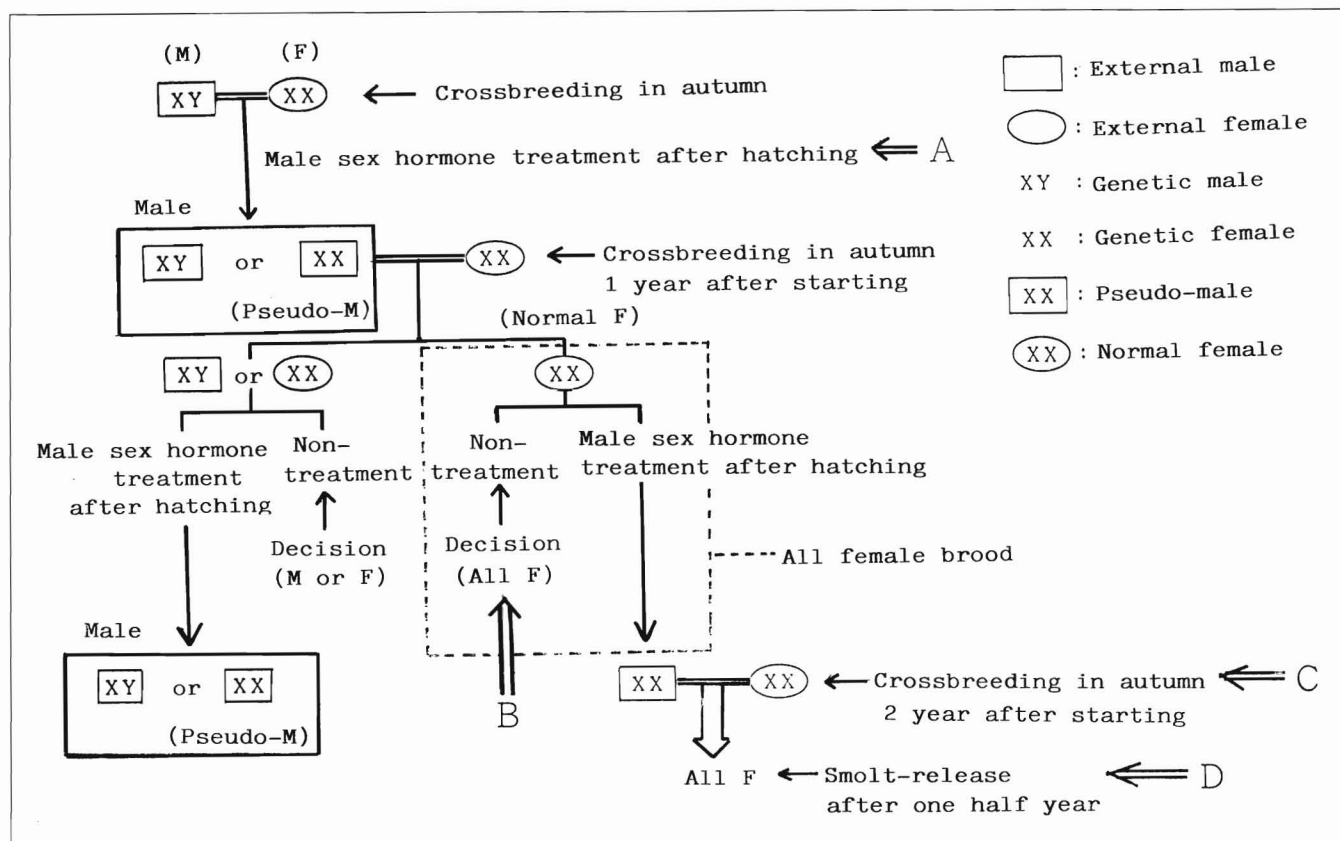 (M) (F)
XY XX ← Crossbreeding in autumn
Male sex hormone treatment after hatching ⇐ A
Male
XY or XX
(Pseudo-M)
XX
(Normal F)
← Crossbreeding in autumn
1 year after starting
XY or XX
XX
Male sex hormone
treatment
after hatching
Non-
treatment
Decision
(M or F)
Non-
treatment
Decision
(All F)
B
Male sex hormone
treatment after hatching
All female brood
Male
XY or XX
(Pseudo-M)
XX XX ← Crossbreeding in autumn
2 year after starting
C
All F ← Smolt-release
after one half year
D
: External male
: External female
XY : Genetic male
XX : Genetic female
XX : Pseudo-male
XX : Normal female